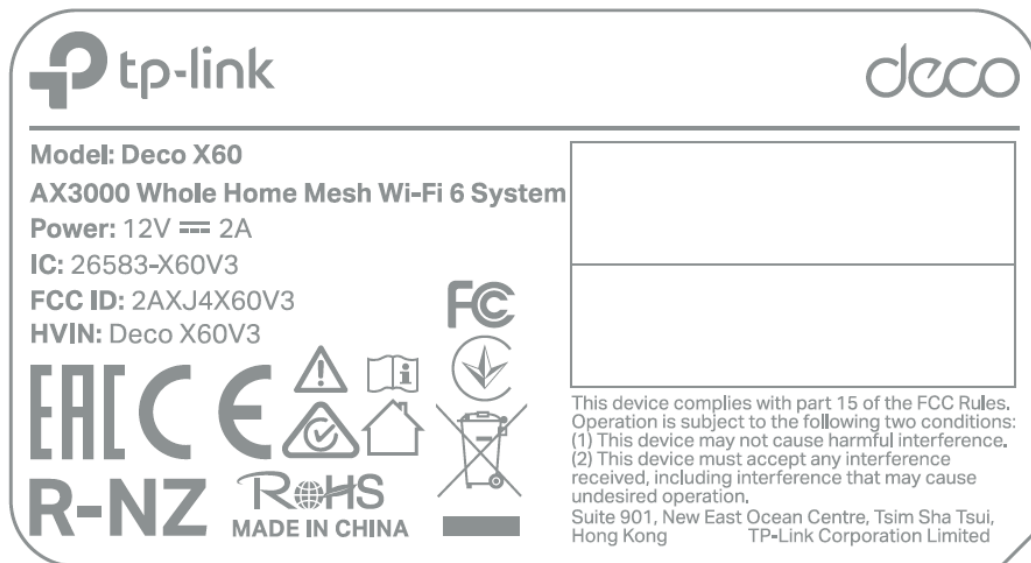 tp-link
deco
Model: Deco X60
AX3000 Whole Home Mesh Wi-Fi 6 System
Power: 12V ⎓ 2A
IC: 26583-X60V3
FCC ID: 2AXJ4X60V3
HVIN: Deco X60V3
FC
EAC CE
R-NZ
RoHS
MADE IN CHINA
This device complies with part 15 of the FCC Rules.
Operation is subject to the following two conditions:
(1) This device may not cause harmful interference.
(2) This device must accept any interference
received, including interference that may cause
undesired operation.
Suite 901, New East Ocean Centre, Tsim Sha Tsui,
Hong Kong TP-Link Corporation Limited